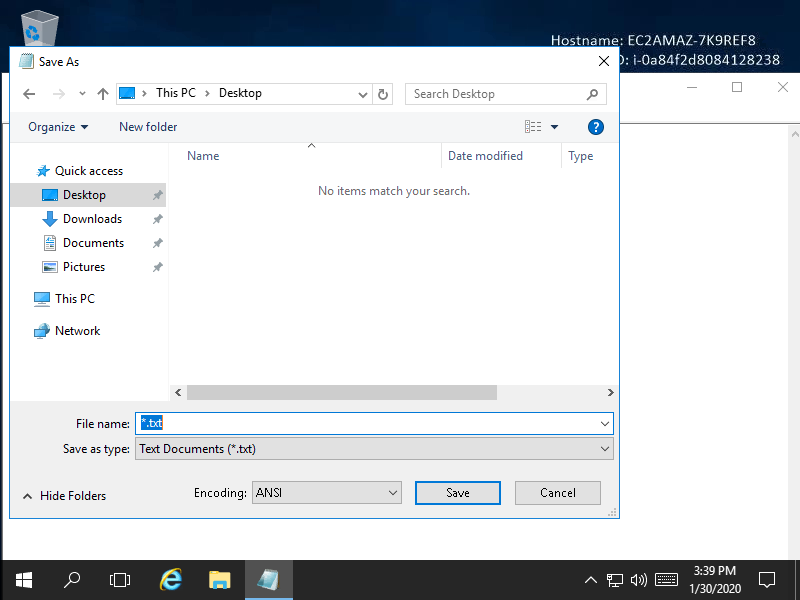 Hostname: EC2AMAZ-7K9REF8
D: i-0a84f2d8084128238
Save As
This PC
Desktop
Search Desktop
Organize
New folder
?
Name
Date modified
Type
No items match your search.
Quick access
Desktop
Downloads
Documents
Pictures
This PC
Network
File name: *.txt
Save as type: Text Documents (*.txt)
Hide Folders
Encoding: ANSI
Save
Cancel
3:39 PM
1/30/2020